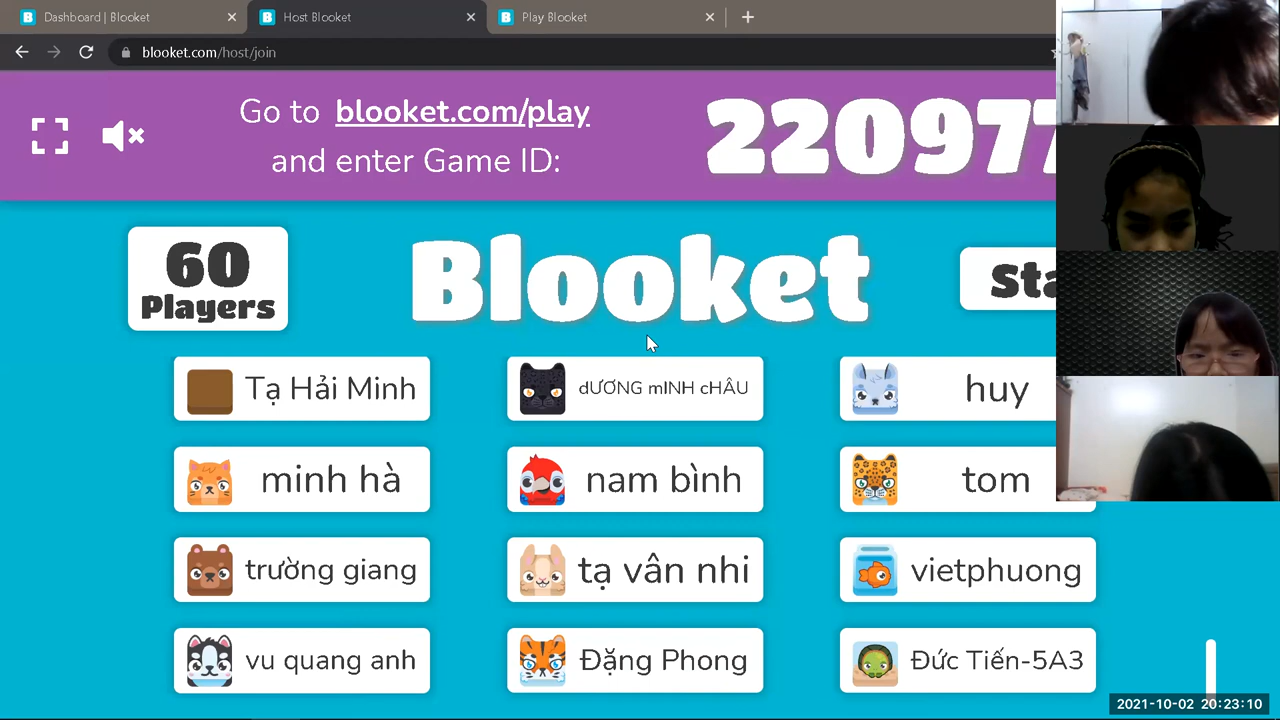 Dashboard | Blooket
Host Blooket
Play Blooket
blooket.com/host/join
Go to blooket.com/play
and enter Game ID:
22097
60
Players
Blooket
Sta
Tạ Hải Minh
dƯƠNG mINH cHÂU
huy
minh hà
nam bình
tom
trường giang
tạ vân nhi
vietphuong
vu quang anh
Đặng Phong
Đức Tiến-5A3
2021-10-02 20:23:10